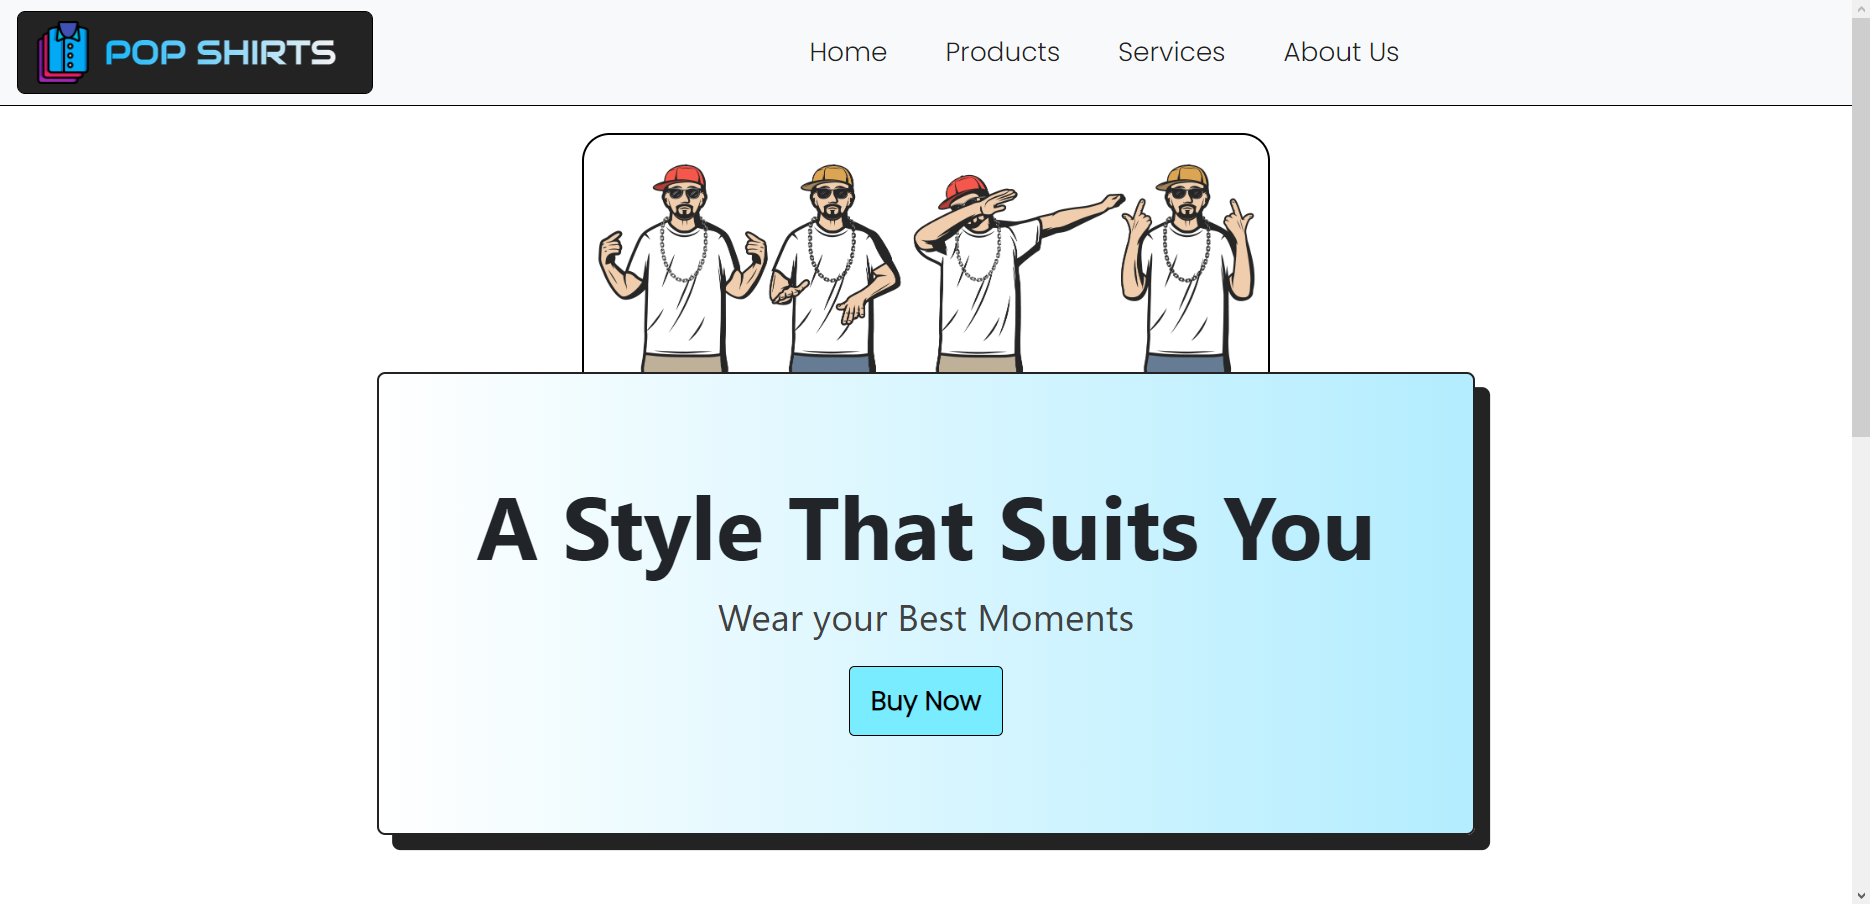 POP SHIRTS
Home Products Services About Us
A Style That Suits You
Wear your Best Moments
Buy Now